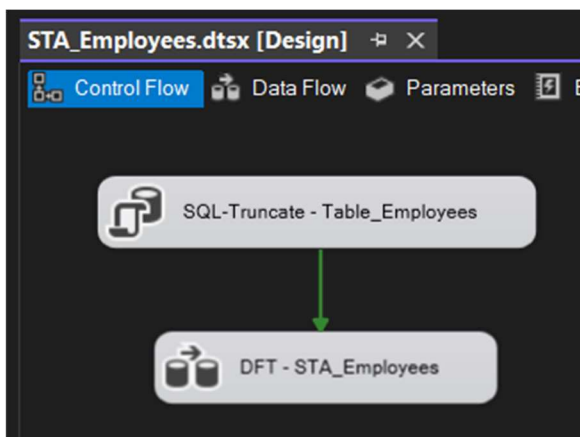 STA_Employees.dtsx [Design]
Control Flow Data Flow Parameters
SQL-Truncate - Table_Employees
DFT - STA_Employees